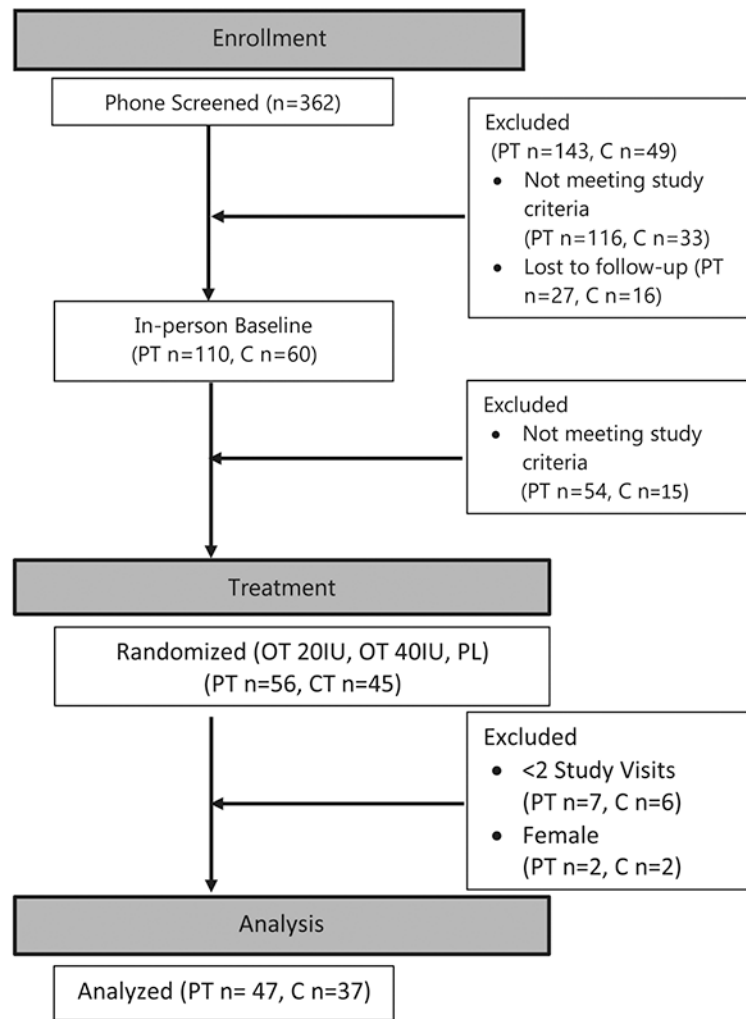 Enrollment
Phone Screened (n=362)
Excluded
(PT n=143, C n=49)
• Not meeting study
criteria
(PT n=116, C n=33)
• Lost to follow-up (PT
n=27, C n=16)
In-person Baseline
(PT n=110, C n=60)
Excluded
• Not meeting study
criteria
(PT n=54, C n=15)
Treatment
Randomized (OT 20IU, OT 40IU, PL)
(PT n=56, CT n=45)
Excluded
• <2 Study Visits
(PT n=7, C n=6)
• Female
(PT n=2, C n=2)
Analysis
Analyzed (PT n= 47, C n=37)